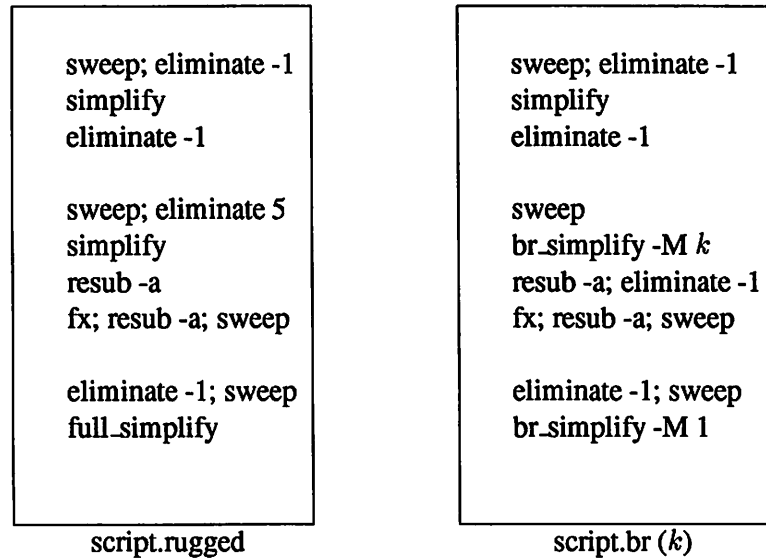 sweep; eliminate -1
simplify
eliminate -1
sweep; eliminate 5
simplify
resub -a
fx; resub -a; sweep
eliminate -1; sweep
full_simplify
script.rugged
sweep; eliminate -1
simplify
eliminate -1
sweep
br_simplify -M k
resub -a; eliminate -1
fx; resub -a; sweep
eliminate -1; sweep
br_simplify -M 1
script.br (k)